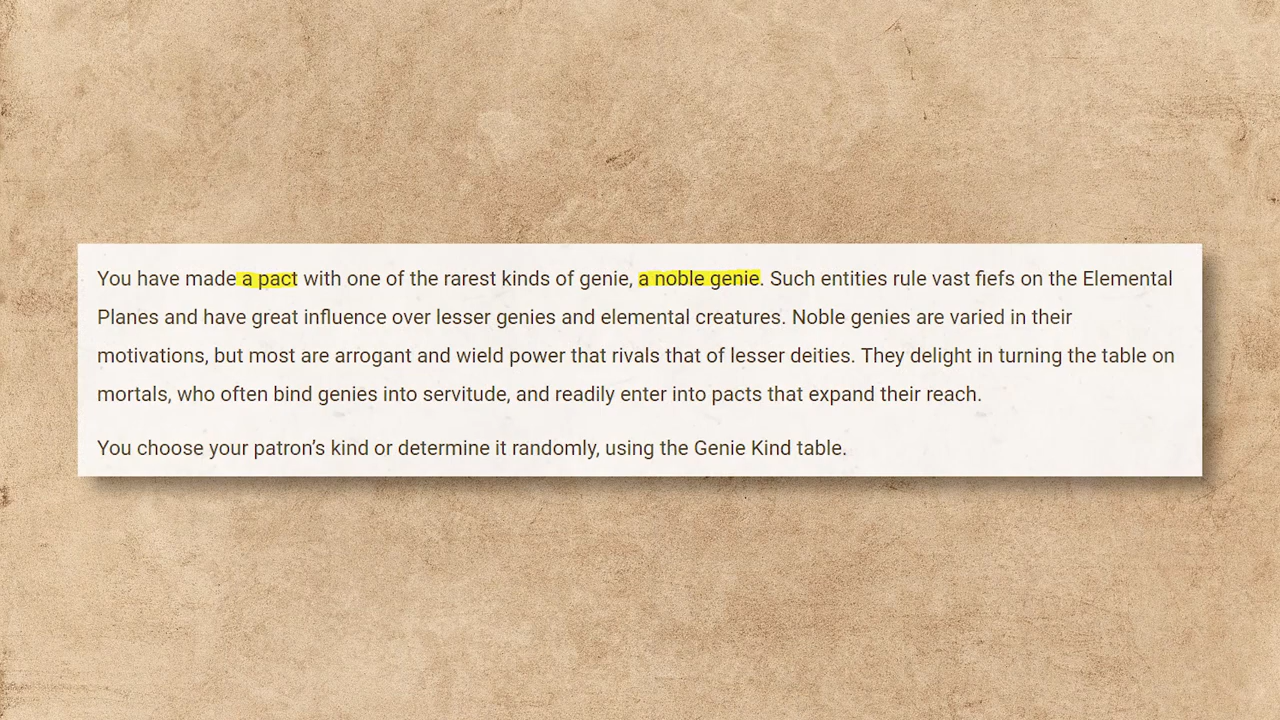 You have made a pact with one of the rarest kinds of genie, a noble genie. Such entities rule vast fiefs on the Elemental
Planes and have great influence over lesser genies and elemental creatures. Noble genies are varied in their
motivations, but most are arrogant and wield power that rivals that of lesser deities. They delight in turning the table on
mortals, who often bind genies into servitude, and readily enter into pacts that expand their reach.
You choose your patron’s kind or determine it randomly, using the Genie Kind table.